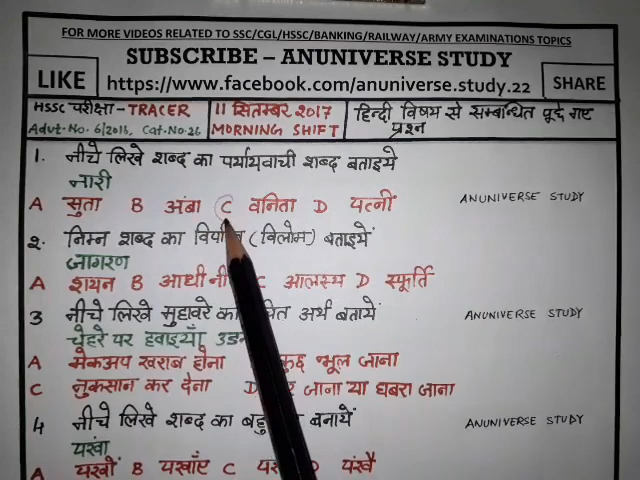 FOR MORE VIDEOS RELATED TO SSC/CGL/HSSC/BANKING/RAILWAY/ARMY EXAMINATIONS TOPICS
SUBSCRIBE – ANUNIVERSE STUDY
LIKE https://www.facebook.com/anuniverse.study.22 SHARE
HSSC परीक्षा - TRACER 11 सितम्बर 2017 हिन्दी विषय से सम्बन्धित पूछे गए
Advt. No. 6/2015, Cat. No. 26 MORNING SHIFT प्रश्न
1. नीचे लिखे शब्द का पर्यायवाची शब्द बताइये
नारी
A सुता B अंबा C वनिता D पत्नी ANUNIVERSE STUDY
२. निम्न शब्द का (विलोम) बताइये
जागरण
A शयन B C आलस्य D स्फूर्ति
3 नीचे लिखे मुहावरे का अर्थ बतायें ANUNIVERSE STUDY
चेहरे पर हवाइयाँ
A मेकअप खराब होना कुछ भूल जाना
C नुकसान कर देना D जाना या घबरा जाना
4 नीचे लिखे शब्द का बनायें ANUNIVERSE STUDY
पंखा
A B C D